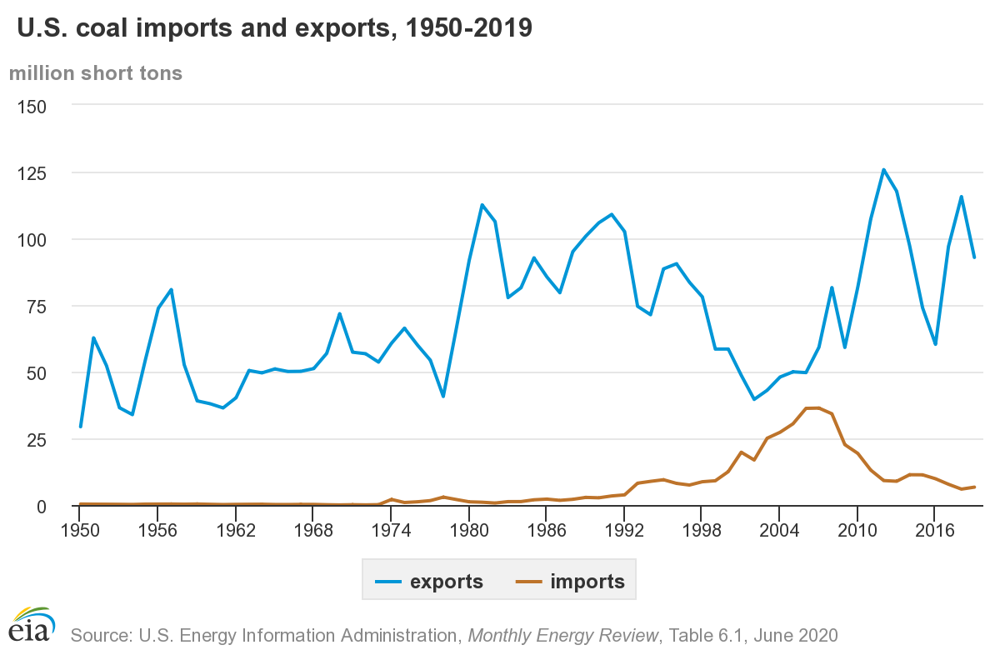 U.S. coal imports and exports, 1950-2019
million short tons
150
125
100
75
50
25
0
1950 1956 1962 1968 1974 1980 1986 1992 1998 2004 2010 2016
exports imports
eia
Source: U.S. Energy Information Administration, Monthly Energy Review, Table 6.1, June 2020